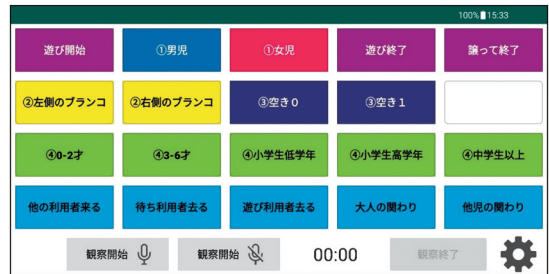 100% 15:33
遊び開始 ①男児 ①女児 遊び終了 譲って終了
②左側のブランコ ②右側のブランコ ③空き0 ③空き1
④0-2才 ④3-6才 ④小学生低学年 ④小学生高学年 ④中学生以上
他の利用者来る 待ち利用者去る 遊び利用者去る 大人の関わり 他児の関わり
観察開始 観察開始 00:00 観察終了